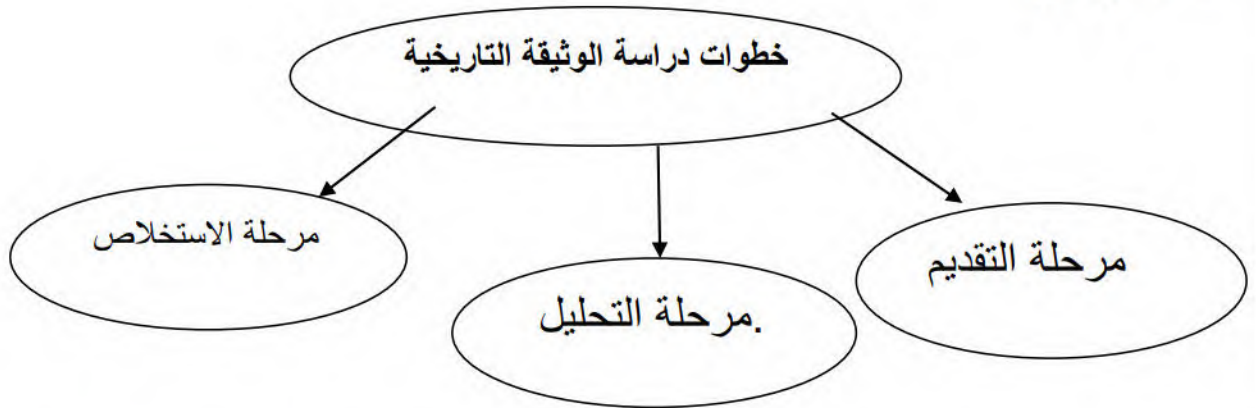 خطوات دراسة الوثيقة التاريخية
مرحلة التقديم
مرحلة التحليل.
مرحلة الاستخلاص